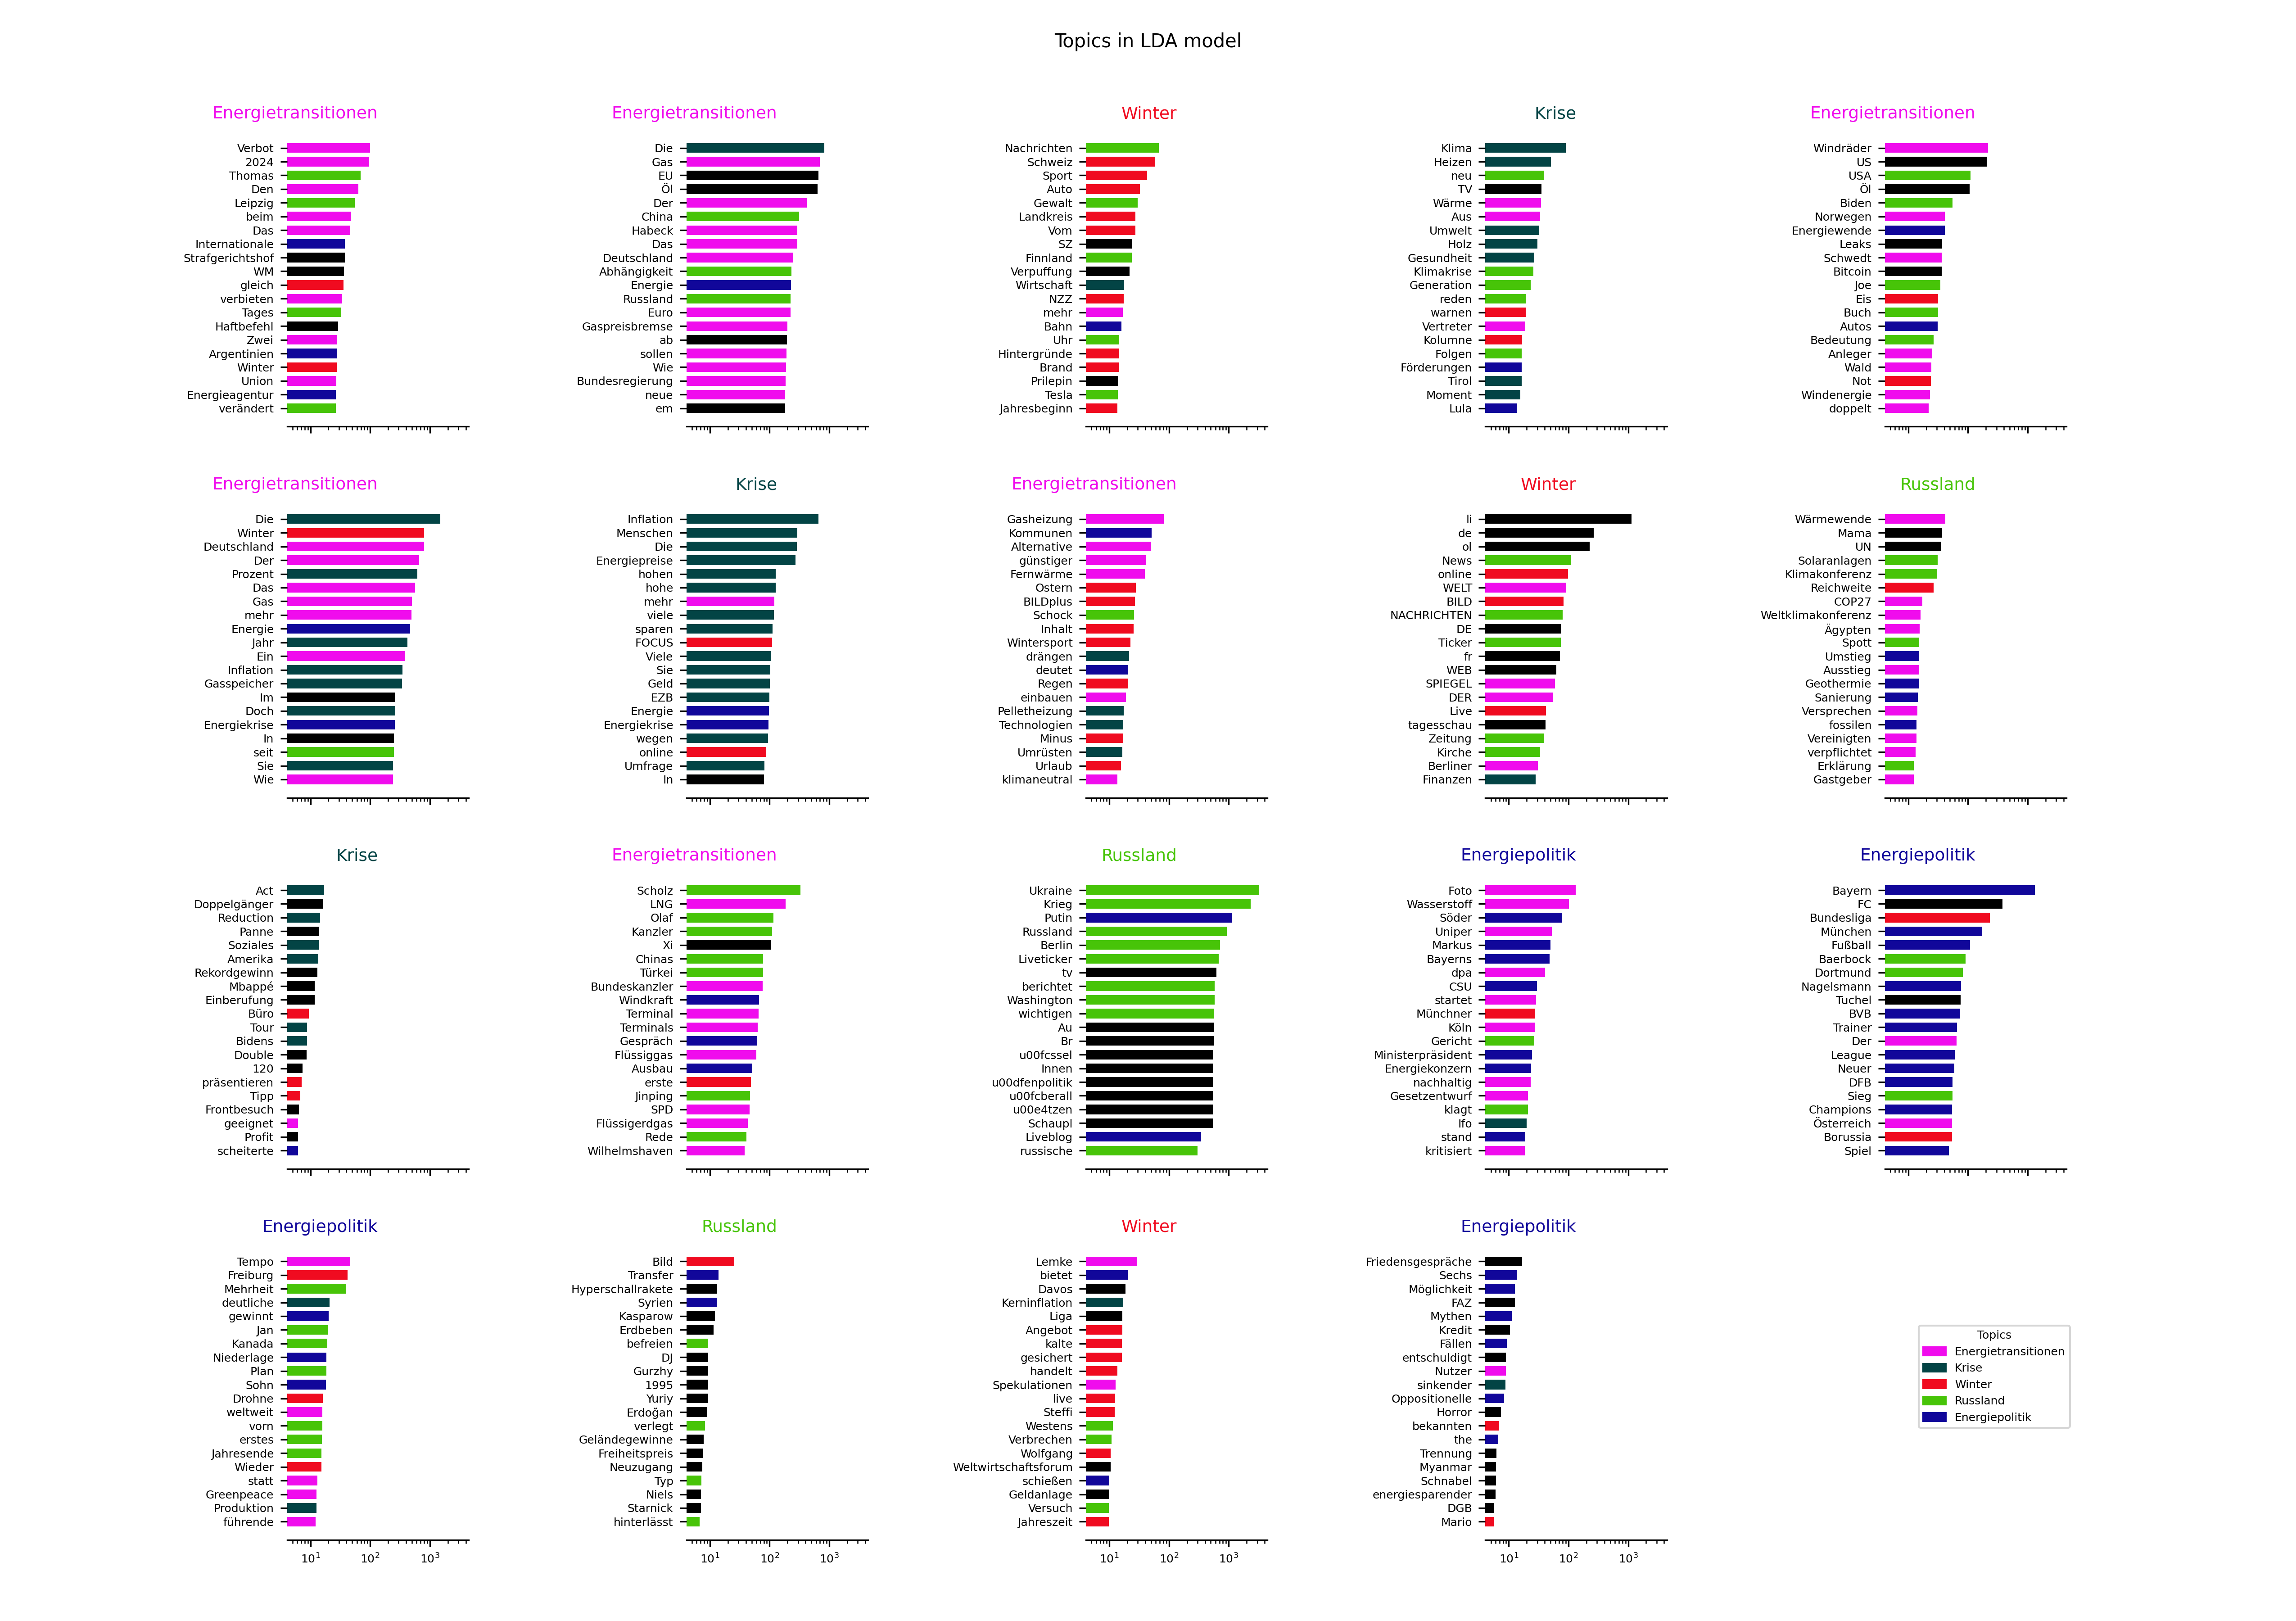 Topics in LDA model
Energietransitionen
Verbot
2024
Thomas
Den
Leipzig
beim
Das
Internationale
Strafgerichtshof
WM
gleich
verbieten
Tages
Haftbefehl
Zwei
Argentinien
Winter
Union
Energieagentur
verändert
Energietransitionen
Die
Gas
EU
Öl
Der
China
Habeck
Das
Deutschland
Abhängigkeit
Energie
Russland
Euro
Gaspreisbremse
ab
sollen
Wie
Bundesregierung
neue
em
Winter
Nachrichten
Schweiz
Sport
Auto
Gewalt
Landkreis
Vom
SZ
Finnland
Verpuffung
Wirtschaft
NZZ
mehr
Bahn
Uhr
Hintergründe
Brand
Prilepin
Tesla
Jahresbeginn
Krise
Klima
Heizen
neu
TV
Wärme
Aus
Umwelt
Holz
Gesundheit
Klimakrise
Generation
reden
warnen
Vertreter
Kolumne
Folgen
Förderungen
Tirol
Moment
Lula
Energietransitionen
Windräder
US
USA
Öl
Biden
Norwegen
Energiewende
Leaks
Schwedt
Bitcoin
Joe
Eis
Buch
Autos
Bedeutung
Anleger
Wald
Not
Windenergie
doppelt
Energietransitionen
Die
Winter
Deutschland
Der
Prozent
Das
Gas
mehr
Energie
Jahr
Ein
Inflation
Gasspeicher
Im
Doch
Energiekrise
In
seit
Sie
Wie
Krise
Inflation
Menschen
Die
Energiepreise
hohen
hohe
mehr
viele
sparen
FOCUS
Viele
Sie
Geld
EZB
Energie
Energiekrise
wegen
online
Umfrage
In
Energietransitionen
Gasheizung
Kommunen
Alternative
günstiger
Fernwärme
Ostern
BILDplus
Schock
Inhalt
Wintersport
drängen
deutet
Regen
einbauen
Pelletheizung
Technologien
Minus
Umrüsten
Urlaub
klimaneutral
Winter
li
de
ol
News
online
WELT
BILD
NACHRICHTEN
DE
Ticker
fr
WEB
SPIEGEL
DER
Live
tagesschau
Zeitung
Kirche
Berliner
Finanzen
Russland
Wärmewende
Mama
UN
Solaranlagen
Klimakonferenz
Reichweite
COP27
Weltklimakonferenz
Ägypten
Spott
Umstieg
Ausstieg
Geothermie
Sanierung
Versprechen
fossilen
Vereinigten
verpflichtet
Erklärung
Gastgeber
Krise
Act
Doppelgänger
Reduction
Panne
Soziales
Amerika
Rekordgewinn
Mbappé
Einberufung
Büro
Tour
Bidens
Double
120
präsentieren
Tipp
Frontbesuch
geeignet
Profit
scheiterte
Energietransitionen
Scholz
LNG
Olaf
Kanzler
Xi
Chinas
Türkei
Bundeskanzler
Windkraft
Terminal
Terminals
Gespräch
Flüssiggas
Ausbau
erste
Jinping
SPD
Flüssigerdgas
Rede
Wilhelmshaven
Russland
Ukraine
Krieg
Putin
Russland
Berlin
Liveticker
tv
berichtet
Washington
wichtigen
Au
Br
u00fcssel
Innen
u00dfenpolitik
u00fcberall
u00e4tzen
Schaupl
Liveblog
russische
Energiepolitik
Foto
Wasserstoff
Söder
Uniper
Markus
Bayerns
dpa
CSU
startet
Münchner
Köln
Gericht
Ministerpräsident
Energiekonzern
nachhaltig
Gesetzentwurf
klagt
Ifo
stand
kritisiert
Energiepolitik
Bayern
FC
Bundesliga
München
Fußball
Baerbock
Dortmund
Nagelsmann
Tuchel
BVB
Trainer
Der
League
Neuer
DFB
Sieg
Champions
Österreich
Borussia
Spiel
Energiepolitik
Tempo
Freiburg
Mehrheit
deutliche
gewinnt
Jan
Kanada
Niederlage
Plan
Sohn
Drohne
weltweit
vorn
erstes
Jahresende
Wieder
statt
Greenpeace
Produktion
führende
10¹ 10² 10³
Russland
Bild
Transfer
Hyperschallrakete
Syrien
Kasparow
Erdbeben
befreien
DJ
Gurzhy
1995
Yuriy
Erdoğan
verlegt
Geländegewinne
Freiheitspreis
Neuzugang
Typ
Niels
Starnick
hinterlässt
10¹ 10² 10³
Winter
Lemke
bietet
Davos
Kerninflation
Liga
Angebot
kalte
gesichert
handelt
Spekulationen
live
Steffi
Westens
Verbrechen
Wolfgang
Weltwirtschaftsforum
schießen
Geldanlage
Versuch
Jahreszeit
10¹ 10² 10³
Energiepolitik
Friedensgespräche
Sechs
Möglichkeit
FAZ
Mythen
Kredit
Fällen
entschuldigt
Nutzer
sinkender
Oppositionelle
Horror
bekannten
the
Trennung
Myanmar
Schnabel
energiesparender
DGB
Mario
10¹ 10² 10³
Topics
Energietransitionen
Krise
Winter
Russland
Energiepolitik